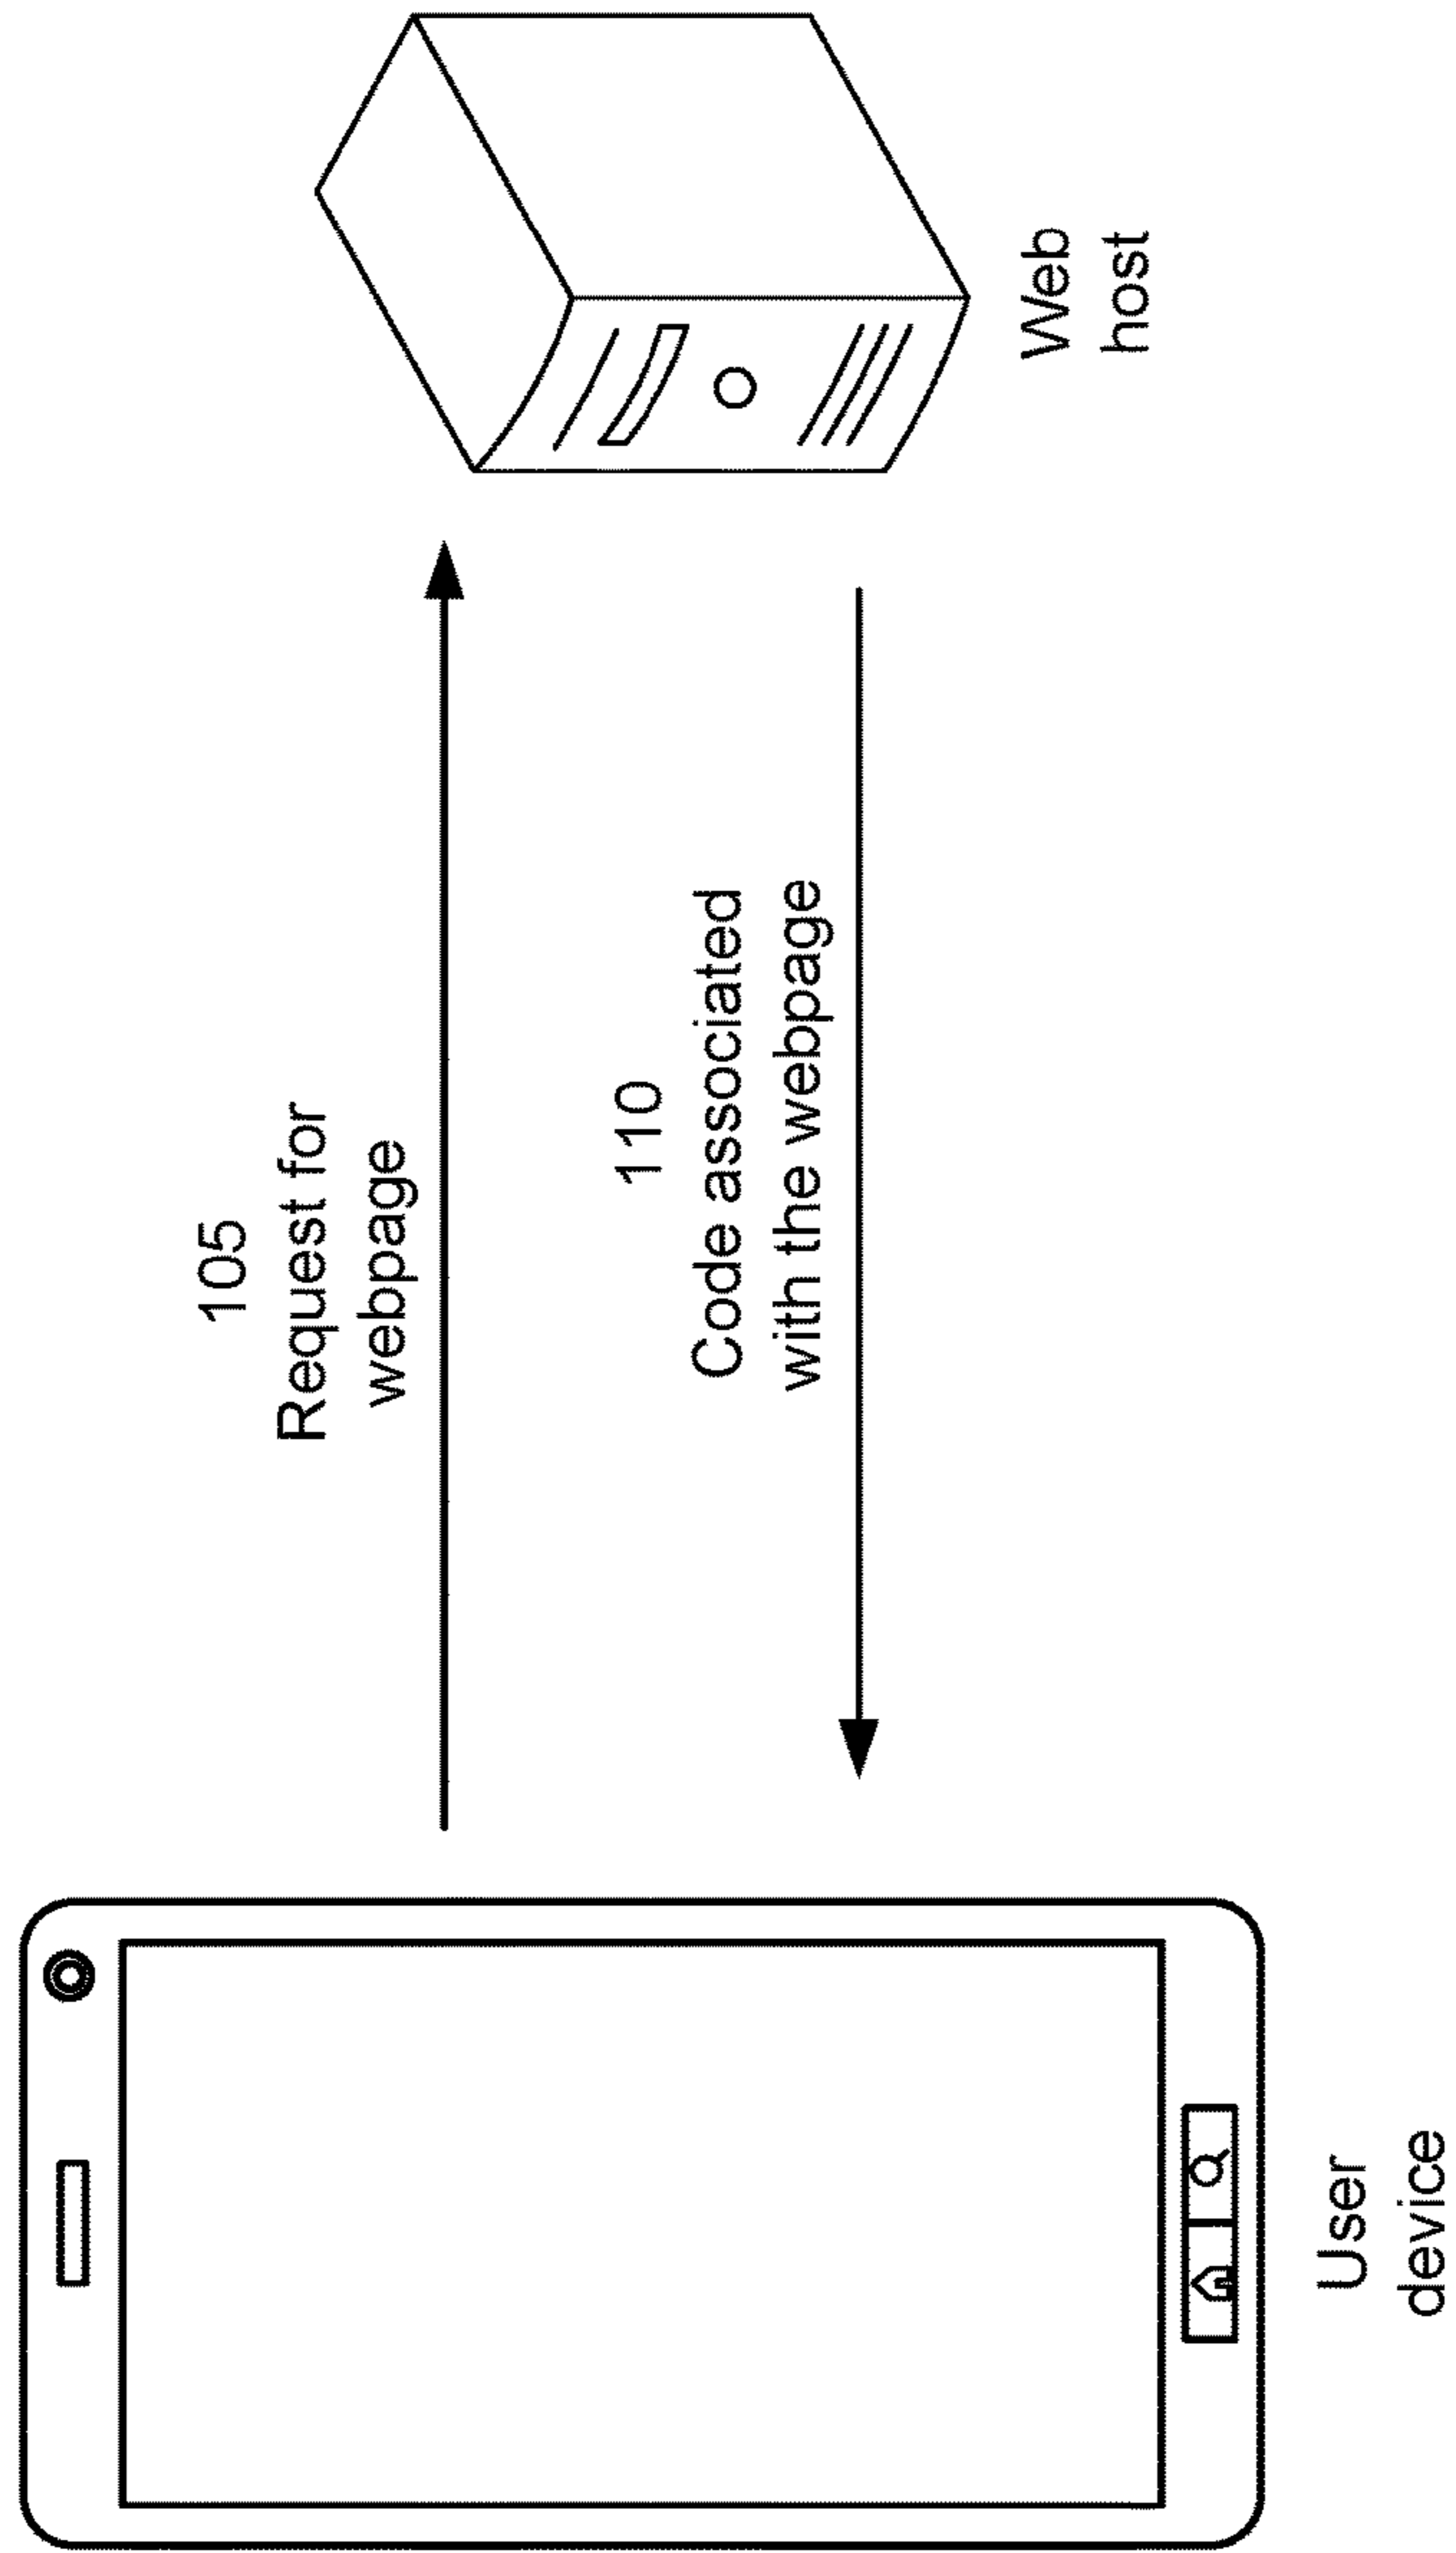 105
Request for
webpage
110
Code associated
with the webpage
User
device
Web
host